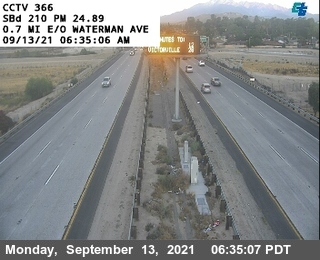 CCTV 366
SBd 210 PM 24.89
0.7 MI E/O WATERMAN AVE
09/13/21 06:35:06 AM
MINUTES TO:
VICTORVILLE
Monday, September 13, 2021 06:35:07 PDT